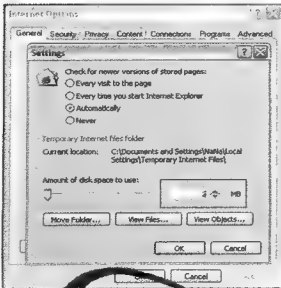 Internet Options
General Security Privacy Content Connections Programs Advanced
Settings
Check for newer versions of stored pages:
Every visit to the page
Every time you start Internet Explorer
Automatically
Never
Temporary Internet files folder
Current location: C:\Documents and Settings\NaNo\Local
Settings\Temporary Internet Files\
Amount of disk space to use:
MB
Move Folder... View Files... View Objects...
OK Cancel
Cancel